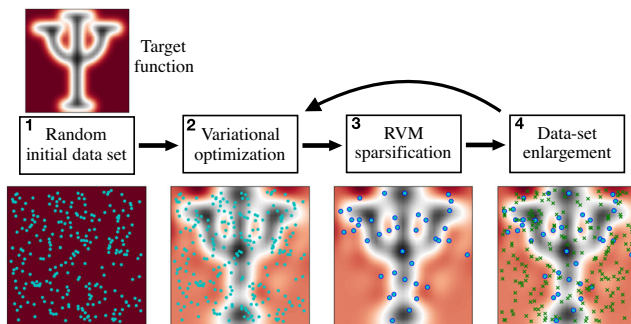 Target
function
1
Random
initial data set
2
Variational
optimization
3
RVM
sparsification
4
Data-set
enlargement